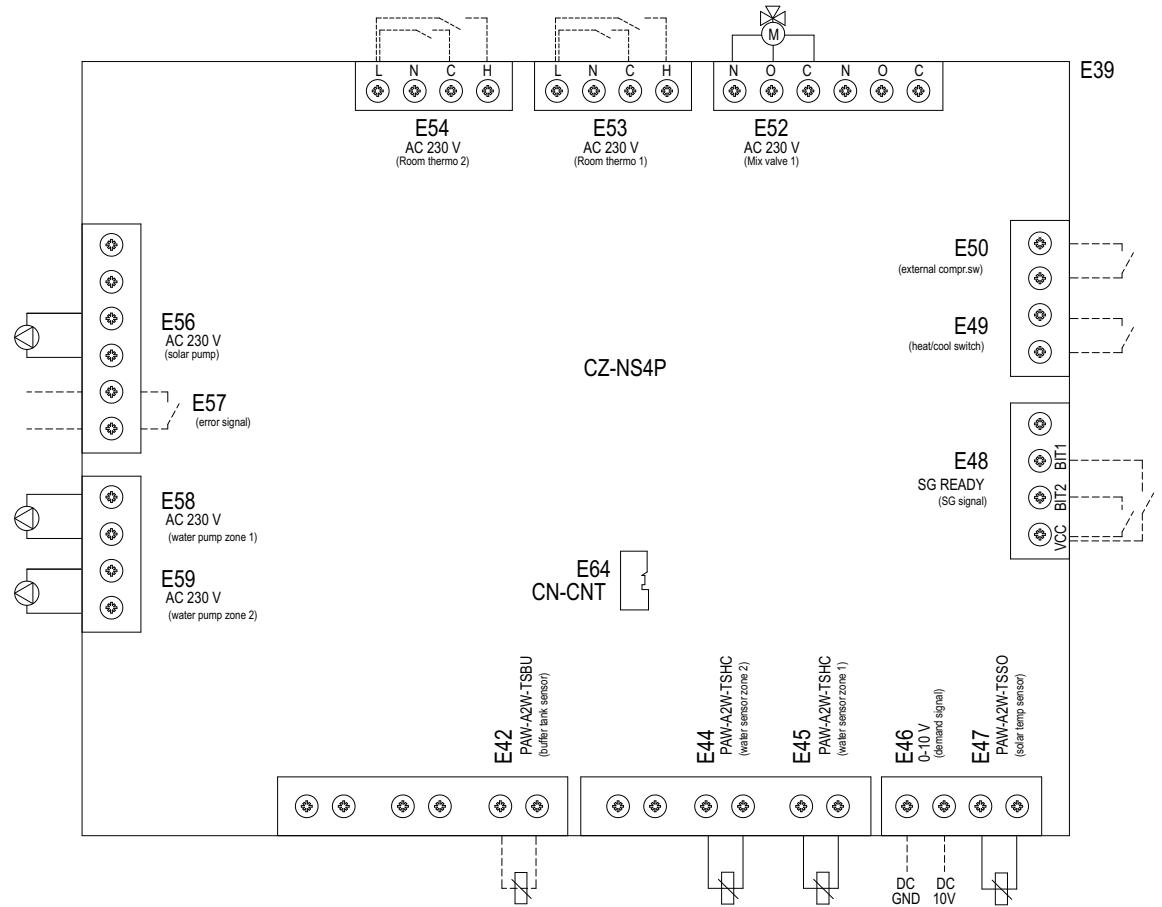 L N C H
L N C H
N O C N O C
E39
E54
AC 230 V
(Room thermo 2)
E53
AC 230 V
(Room thermo 1)
E52
AC 230 V
(Mix valve 1)
M
E50
(external compr.sw)
E49
(heat/cool switch)
E56
AC 230 V
(solar pump)
E57
(error signal)
CZ-NS4P
E48
SG READY
(SG signal)
BIT1
BIT2
VCC
E58
AC 230 V
(water pump zone 1)
E59
AC 230 V
(water pump zone 2)
E64
CN-CNT
E42
PAW-A2W-TSBU
(buffer tank sensor)
E44
PAW-A2W-TSHC
(water sensor zone 2)
E45
PAW-A2W-TSHC
(water sensor zone 1)
E46
0-10 V
(demand signal)
E47
PAW-A2W-TSSO
(solar temp sensor)
DC
GND
DC
10V